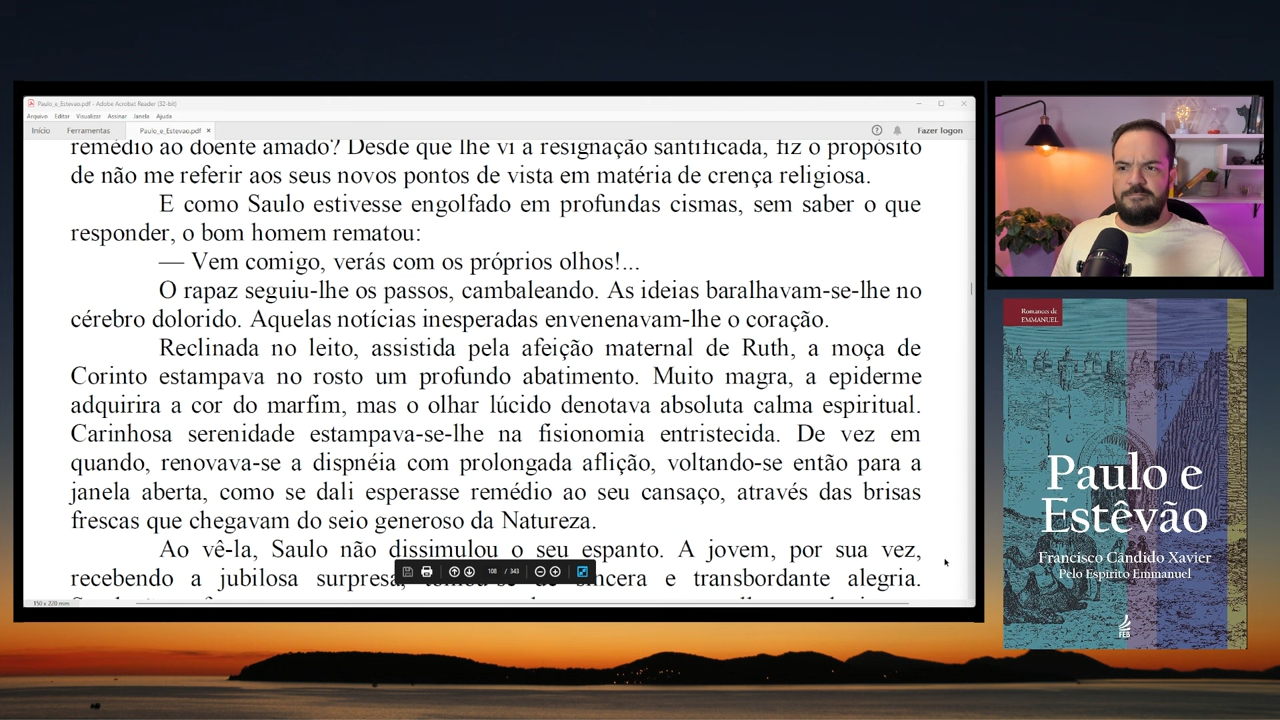 Paulo_e_Estevao.pdf - Adobe Acrobat Reader (32-bit)
Arquivo Editar Visualizar Assinar Janela Ajuda
Início Ferramentas Paulo_e_Estevao.pdf × Fazer logon
remédio ao doente amado? Desde que lhe vi a resignação santificada, fiz o propósito
de não me referir aos seus novos pontos de vista em matéria de crença religiosa.
E como Saulo estivesse engolfado em profundas cismas, sem saber o que
responder, o bom homem rematou:
— Vem comigo, verás com os próprios olhos!...
O rapaz seguiu-lhe os passos, cambaleando. As ideias baralhavam-se-lhe no
cérebro dolorido. Aquelas notícias inesperadas envenenavam-lhe o coração.
Reclinada no leito, assistida pela afeição maternal de Ruth, a moça de
Corinto estampava no rosto um profundo abatimento. Muito magra, a epiderme
adquirira a cor do marfim, mas o olhar lúcido denotava absoluta calma espiritual.
Carinhosa serenidade estampava-se-lhe na fisionomia entristecida. De vez em
quando, renovava-se a dispnéia com prolongada aflição, voltando-se então para a
janela aberta, como se dali esperasse remédio ao seu cansaço, através das brisas
frescas que chegavam do seio generoso da Natureza.
Ao vê-la, Saulo não dissimulou o seu espanto. A jovem, por sua vez,
recebendo a jubilosa surpresa, sincera e transbordante alegria.
108 / 343
150 x 220 mm
Romances de
EMMANUEL
Paulo e
Estêvão
Francisco Cândido Xavier
Pelo Espírito Emmanuel
FEB